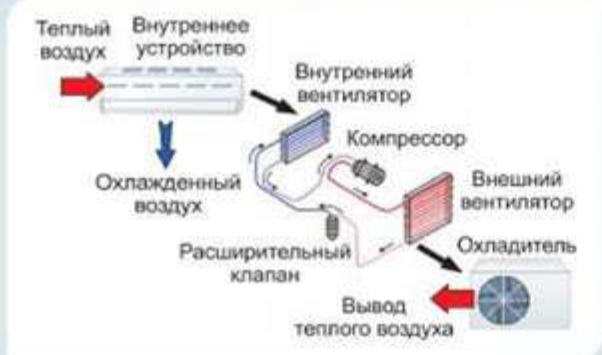 Теплый
воздух
Внутреннее
устройство
Внутренний
вентилятор
Компрессор
Охлажденный
воздух
Внешний
вентилятор
Расширительный
клапан
Охладитель
Вывод
теплого воздуха